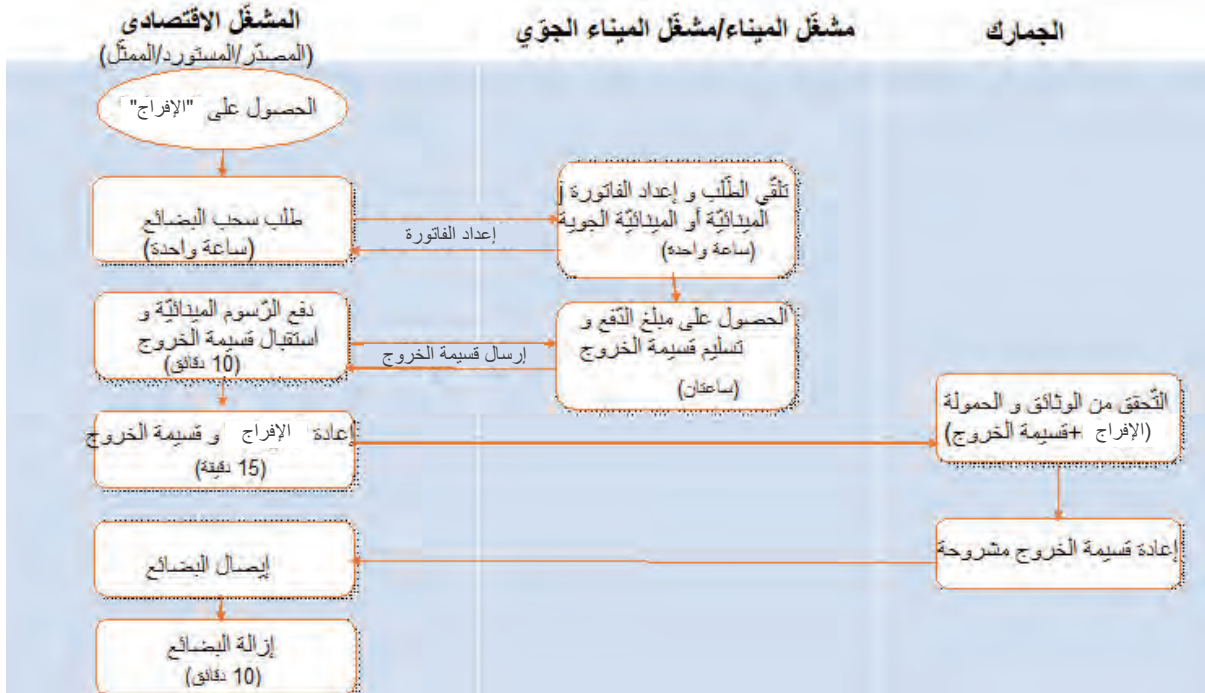 المشغّل الاقتصادى
(المصدّر/المستورد/الممثّل)
مشغّل الميناء/مشغّل الميناء الجوّي
الجمارك
الحصول على "الإفراج"
طلب سحب البضائع
(ساعة واحدة)
إعداد الفاتورة
تلقّي الطّلب و إعداد الفاتورة j
المينائيّة أو المينائيّة الجوية
(ساعة واحدة)
دفع الرّسوم المينائيّة و
استقبال قسيمة الخروج
(10 دقائق)
إرسال قسيمة الخروج
الحصول على مبلغ الدّفع و
تسليم قسيمة الخروج
(ساعتان)
إعادة الإفراج و قسيمة الخروج
(15 دقيقة)
التّحقق من الوثائق و الحمولة
(الإفراج +قسيمة الخروج)
إعادة قسيمة الخروج مشروحة
إيصال البضائع
إزالة البضائع
(10 دقائق)